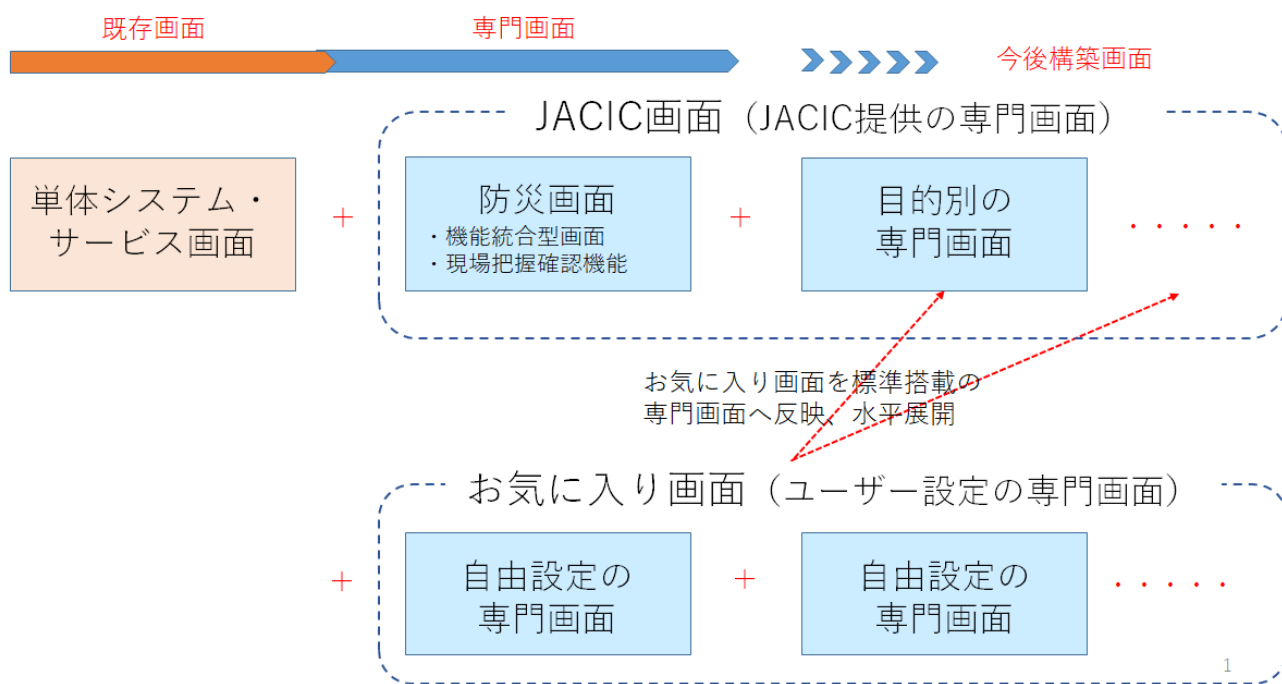 既存画面
専門画面
今後構築画面
JACIC画面（JACIC提供の専門画面）
単体システム・
サービス画面
+
防災画面
・機能統合型画面
・現場把握確認機能
+
目的別の
専門画面
・・・・・
お気に入り画面を標準搭載の
専門画面へ反映、水平展開
お気に入り画面（ユーザー設定の専門画面）
+
自由設定の
専門画面
+
自由設定の
専門画面
・・・・・
1